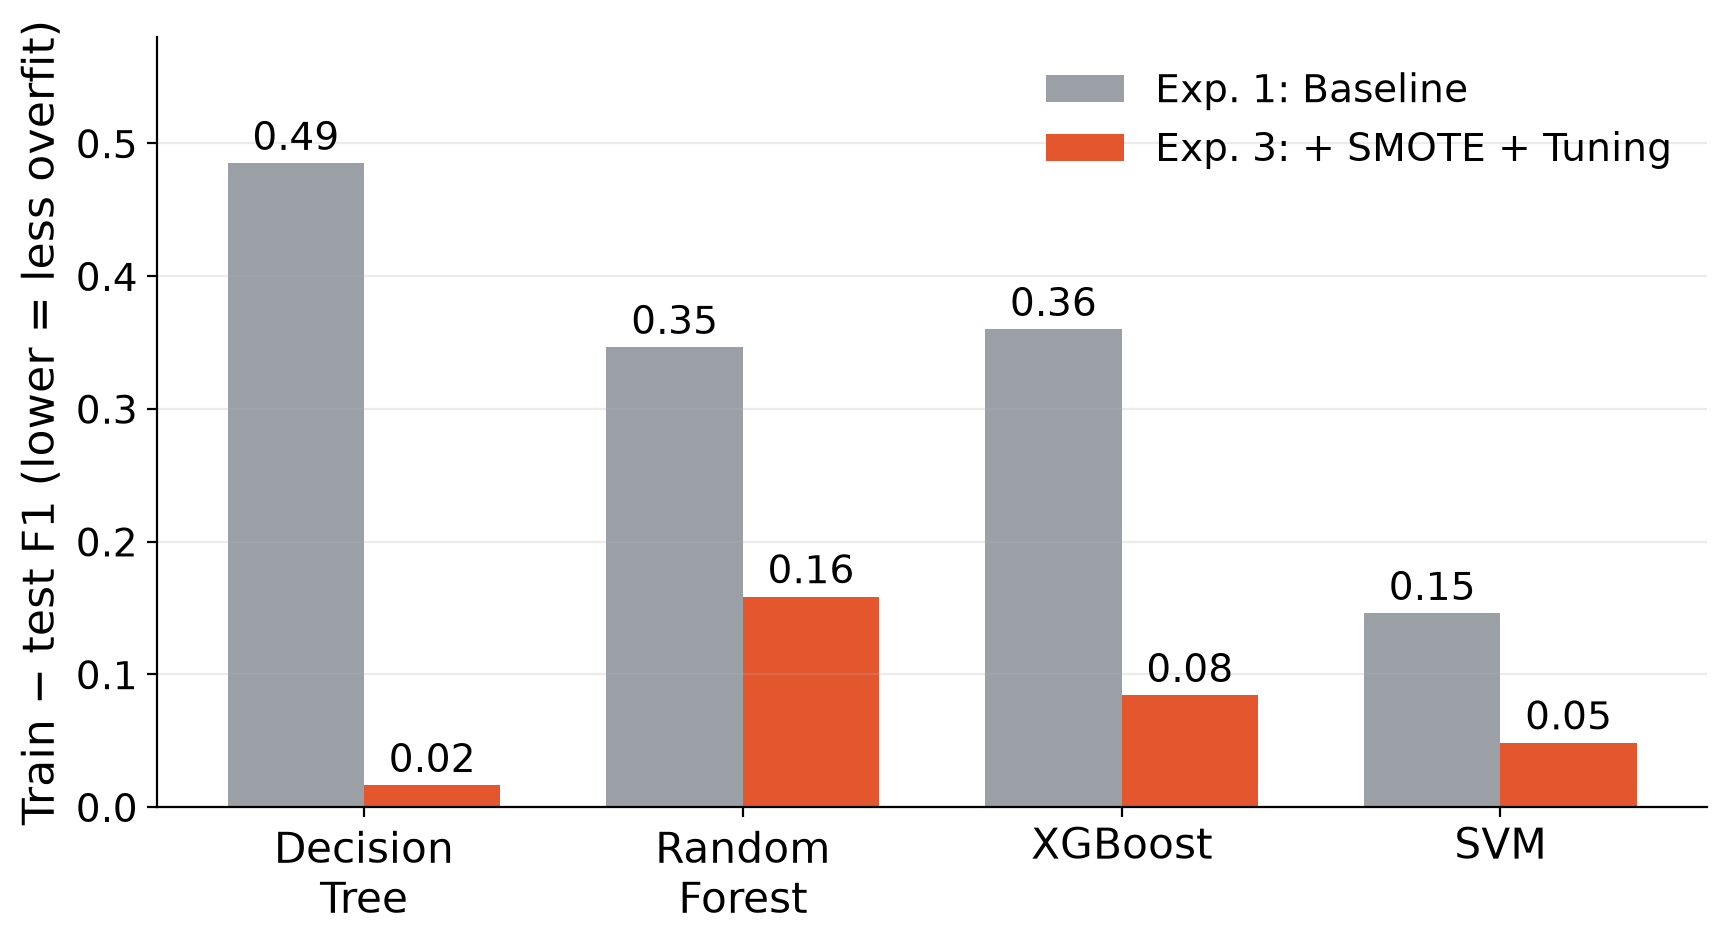 Train − test F1 (lower = less overfit)
Exp. 1: Baseline
Exp. 3: + SMOTE + Tuning
0.5
0.4
0.3
0.2
0.1
0.0
0.49
0.02
0.35
0.16
0.36
0.08
0.15
0.05
Decision
Tree
Random
Forest
XGBoost
SVM